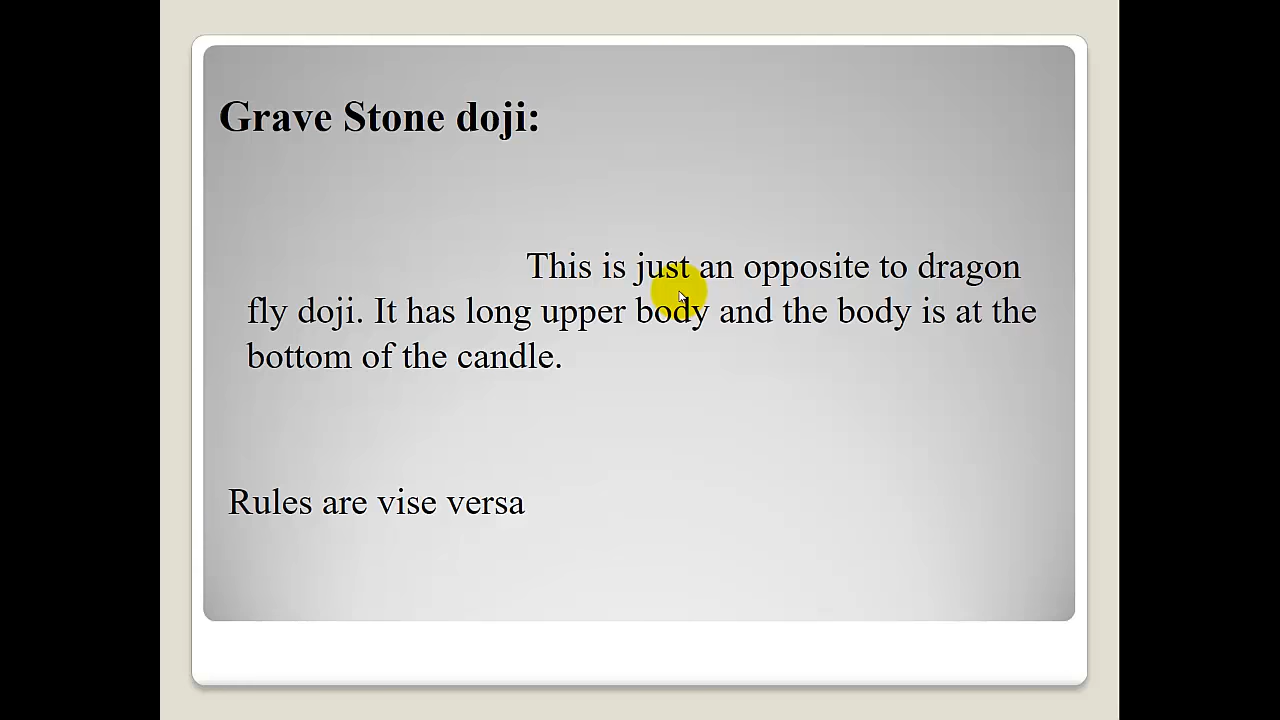 Grave Stone doji:
This is just an opposite to dragon
fly doji. It has long upper body and the body is at the
bottom of the candle.
Rules are vise versa